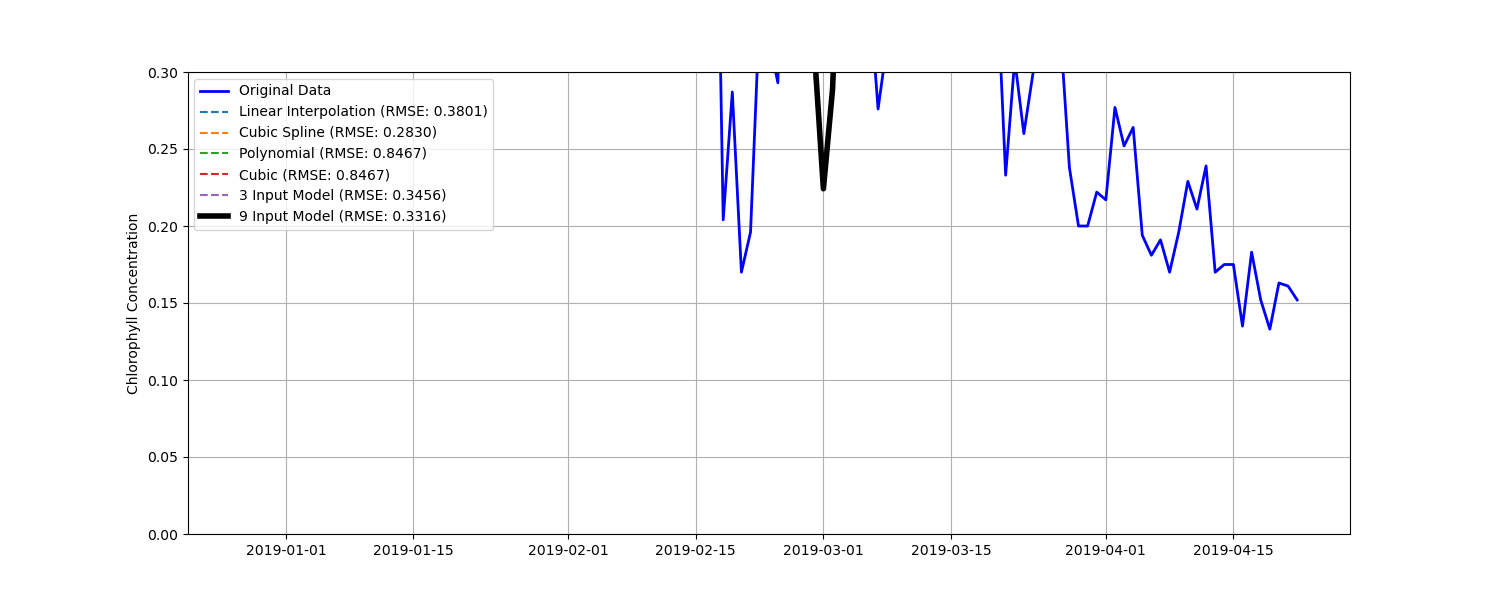 Original Data
Linear Interpolation (RMSE: 0.3801)
Cubic Spline (RMSE: 0.2830)
Polynomial (RMSE: 0.8467)
Cubic (RMSE: 0.8467)
3 Input Model (RMSE: 0.3456)
9 Input Model (RMSE: 0.3316)
Chlorophyll Concentration
0.30
0.25
0.20
0.15
0.10
0.05
0.00
2019-01-01 2019-01-15 2019-02-01 2019-02-15 2019-03-01 2019-03-15 2019-04-01 2019-04-15